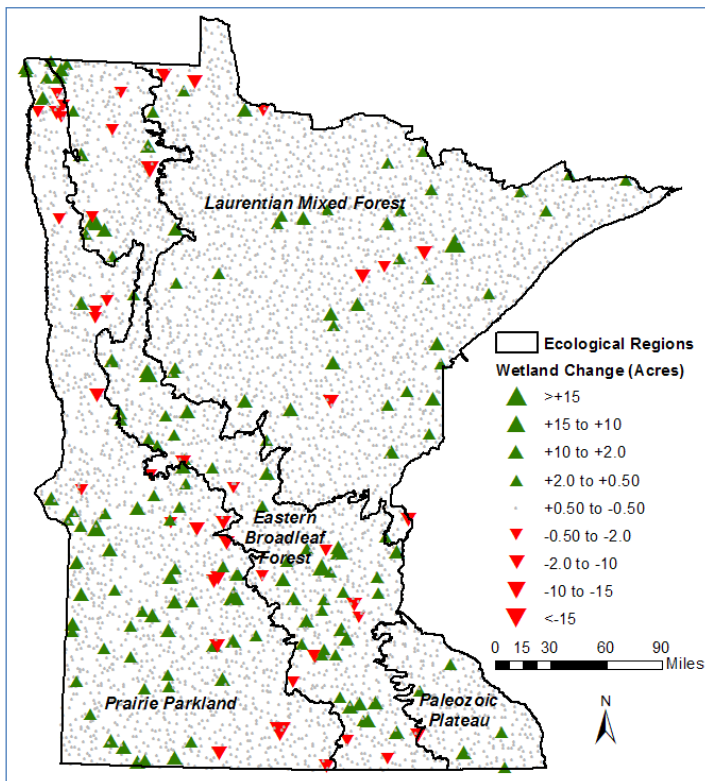 Laurentian Mixed Forest
Ecological Regions
Wetland Change (Acres)
>+15
+15 to +10
+10 to +2.0
+2.0 to +0.50
+0.50 to -0.50
-0.50 to -2.0
-2.0 to -10
-10 to -15
<-15
Eastern
Broadleaf
Forest
0 15 30 60 90
Miles
Prairie Parkland
Paleozoic
Plateau
N